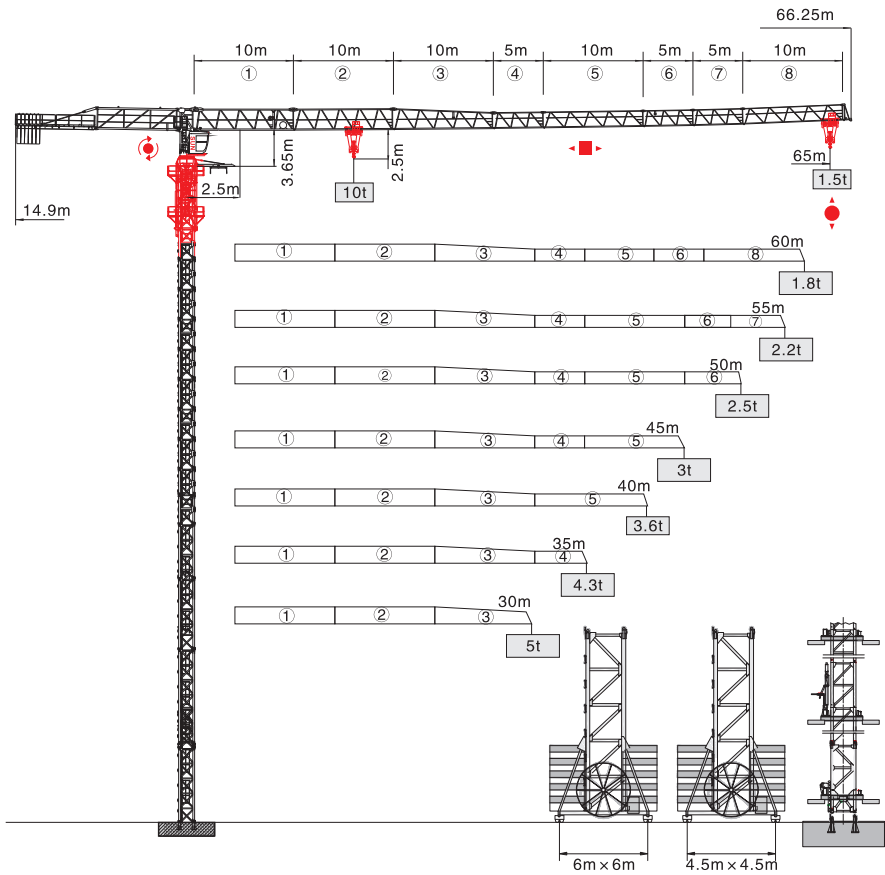 66.25m
10m 10m 10m 5m 10m 5m 5m 10m
① ② ③ ④ ⑤ ⑥ ⑦ ⑧
3.65m
2.5m
2.5m
10t
65m
1.5t
14.9m
① ② ③ ④ ⑤ ⑥ ⑧ 60m
1.8t
① ② ③ ④ ⑤ ⑥ ⑦ 55m
2.2t
① ② ③ ④ ⑤ ⑥ 50m
2.5t
① ② ③ ④ ⑤ 45m
3t
① ② ③ ⑤ 40m
3.6t
① ② ③ ④ 35m
4.3t
① ② ③ 30m
5t
6m×6m 4.5m×4.5m